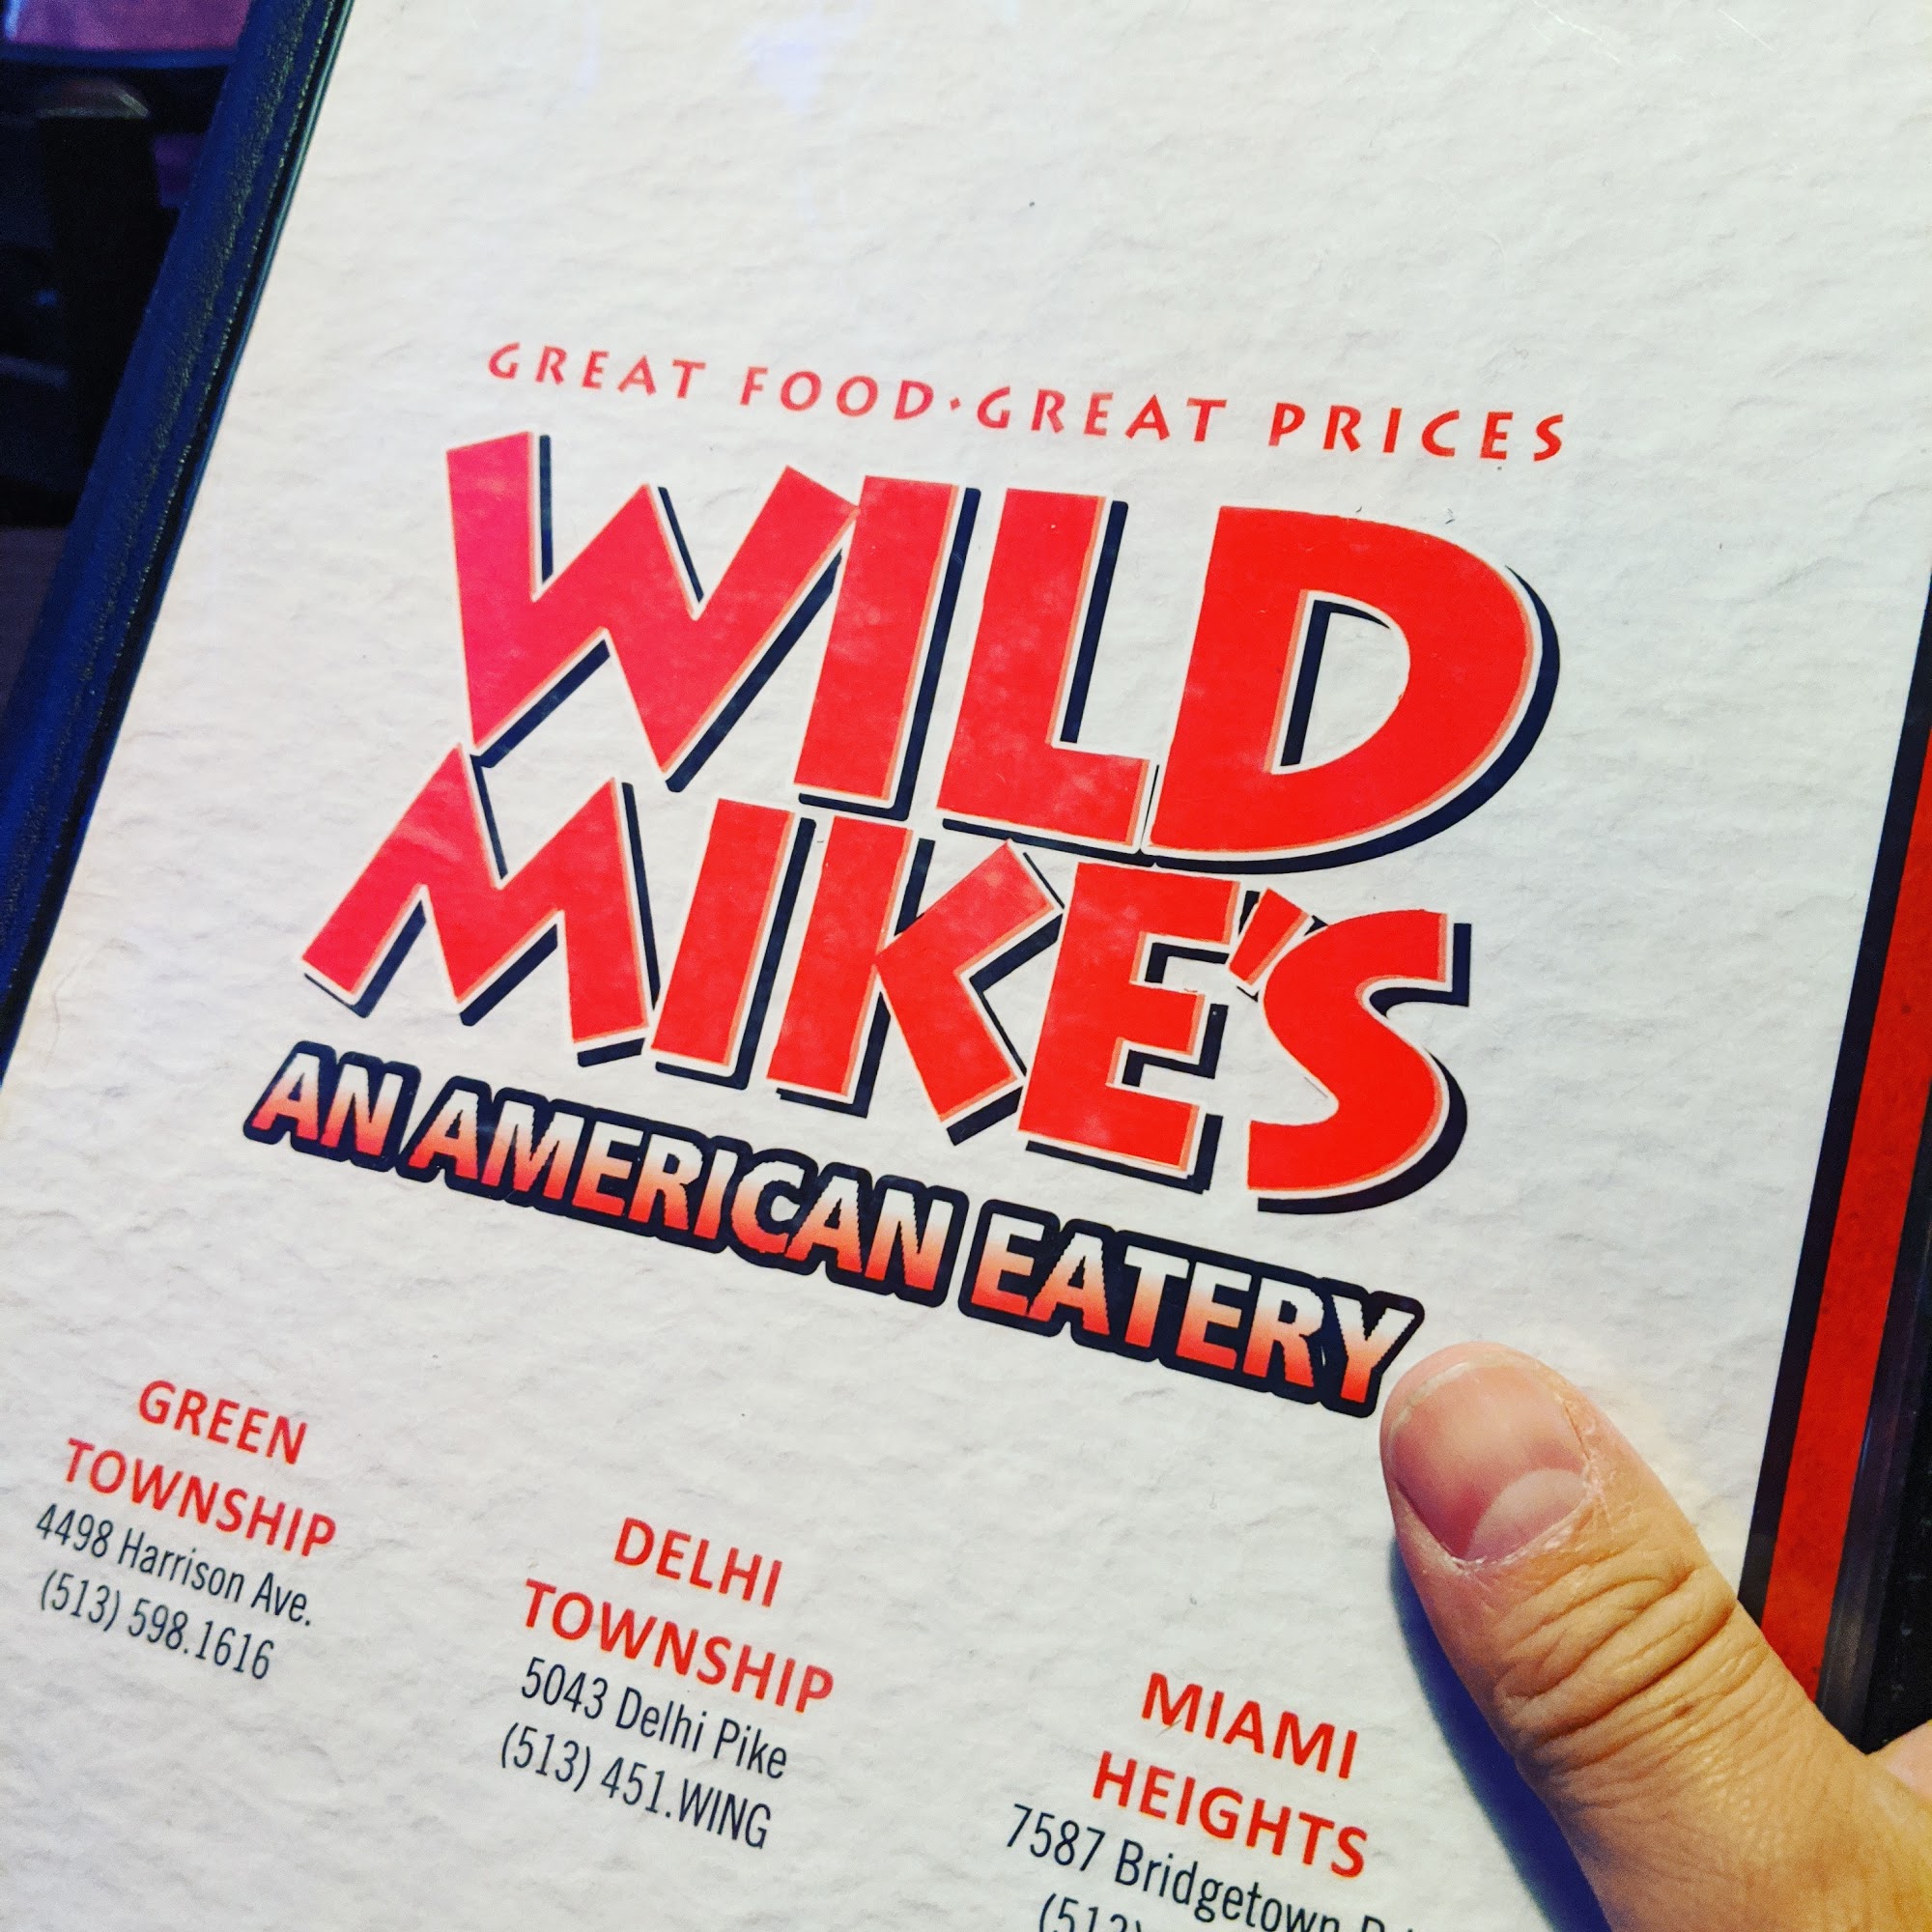 GREAT FOOD·GREAT PRICES
WILD
MIKE'S
AN AMERICAN EATERY
GREEN
TOWNSHIP
4498 Harrison Ave.
(513) 598.1616
DELHI
TOWNSHIP
5043 Delhi Pike
(513) 451.WING
MIAMI
HEIGHTS
7587 Bridgetown